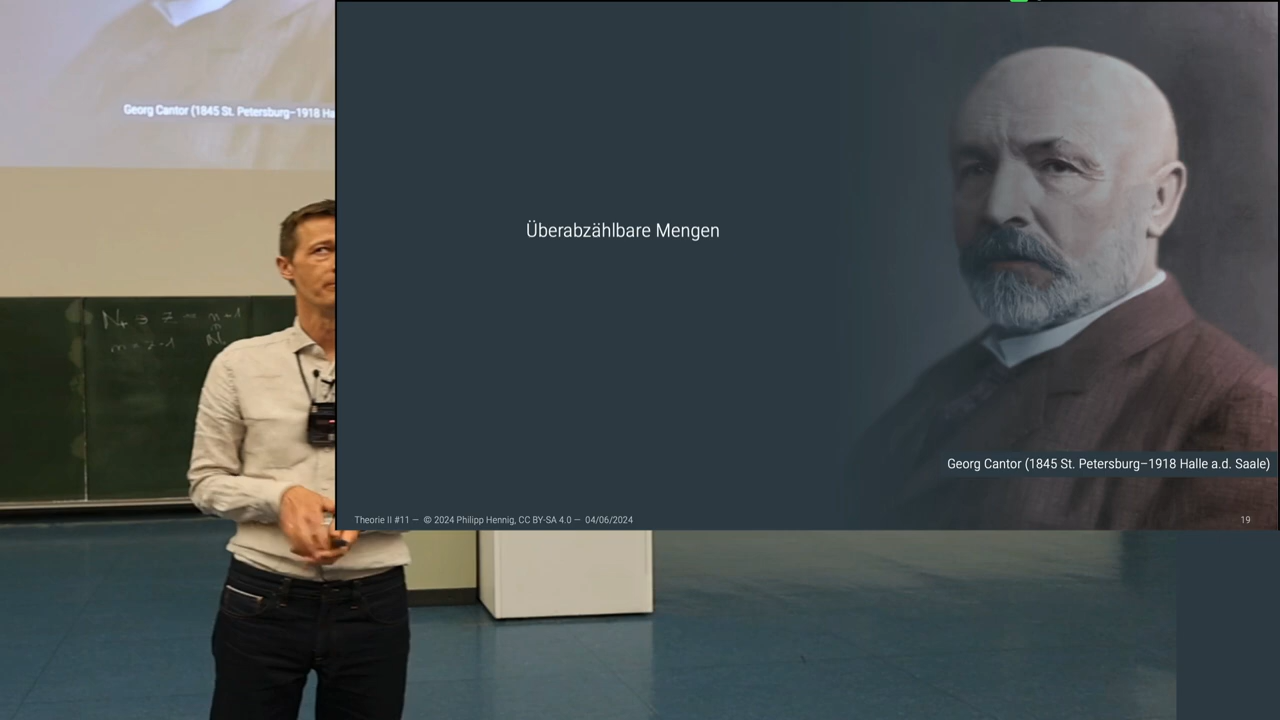 Georg Cantor (1845 St. Petersburg–1918 Ha
Überabzählbare Mengen
Georg Cantor (1845 St. Petersburg–1918 Halle a.d. Saale)
Theorie II #11 — © 2024 Philipp Hennig, CC BY-SA 4.0 — 04/06/2024
19